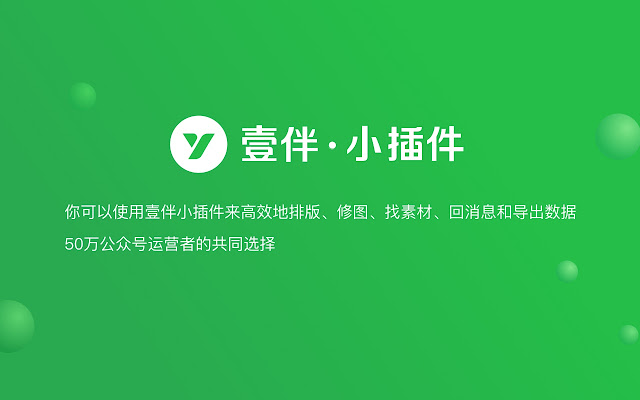 壹伴·小插件
你可以使用壹伴小插件来高效地排版、修图、找素材、回消息和导出数据
50万公众号运营者的共同选择